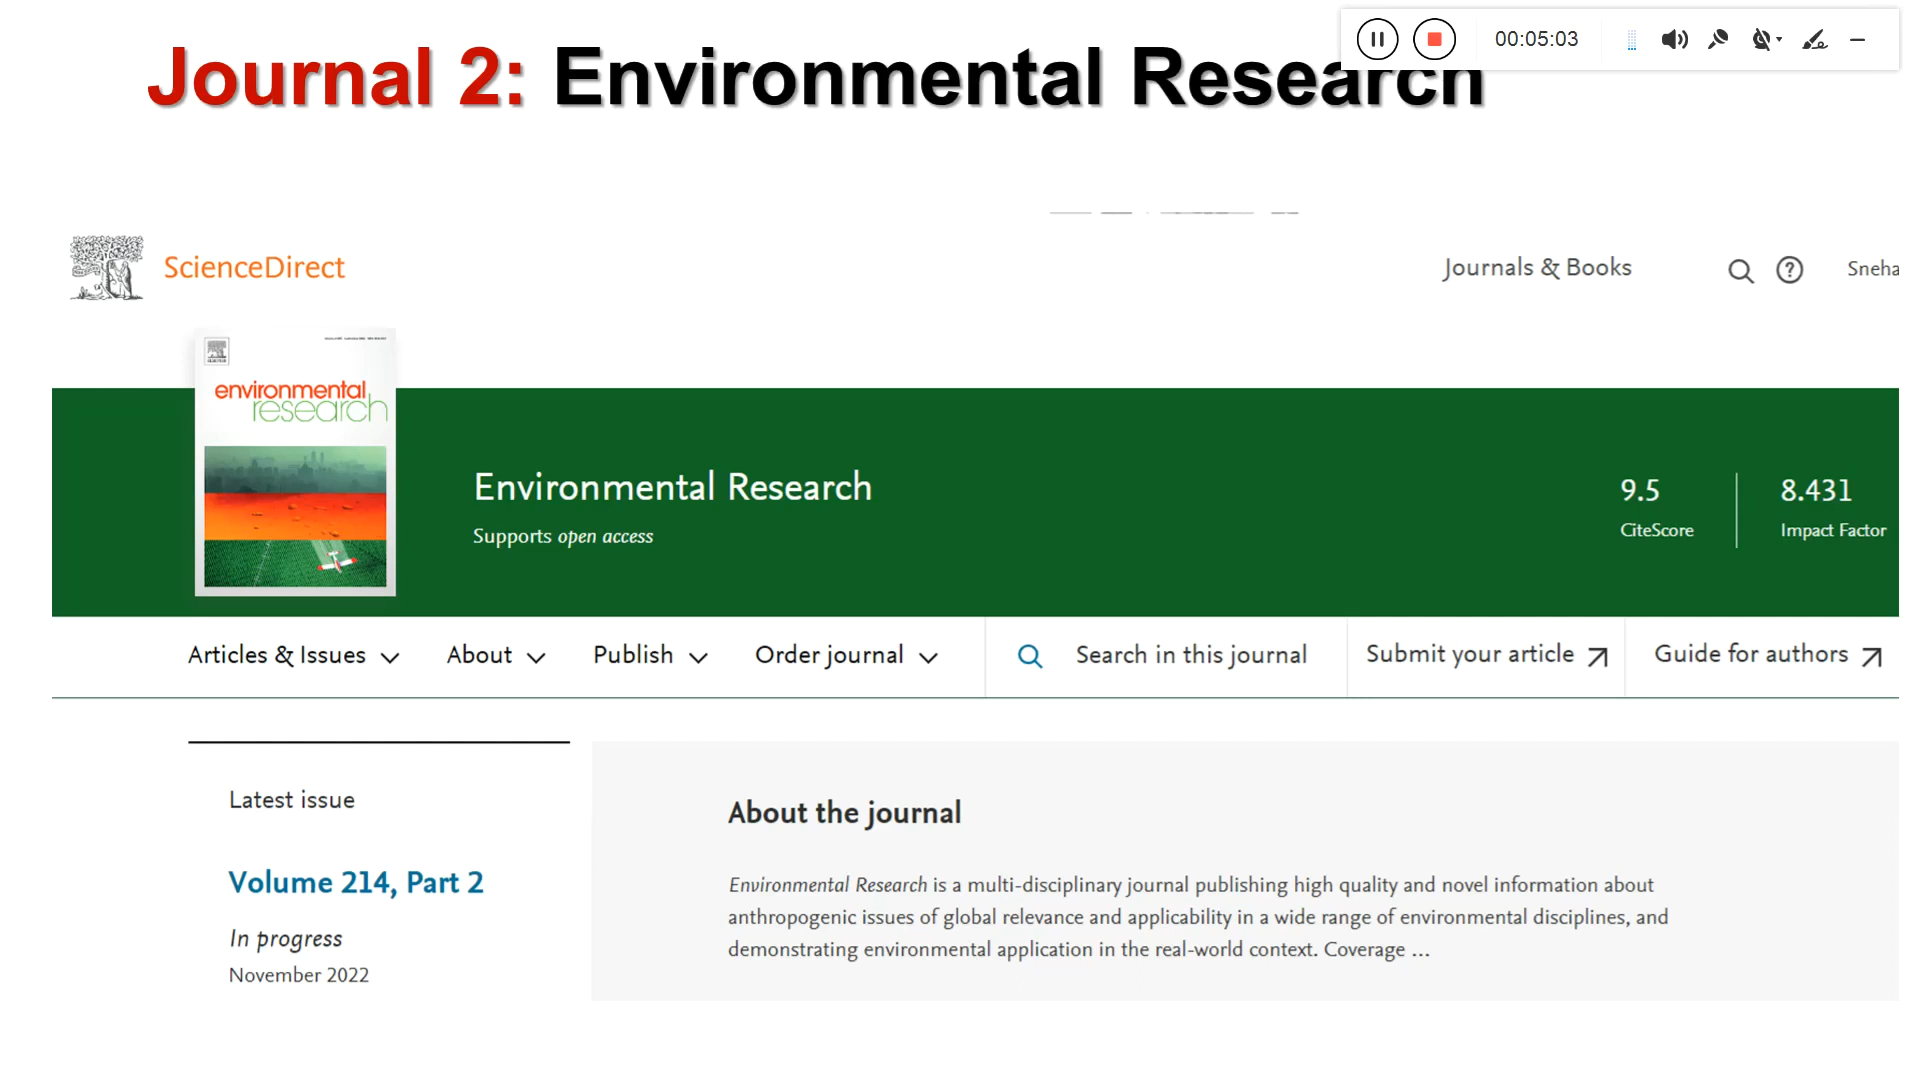 00:05:03
Journal 2: Environmental Research
ScienceDirect
Journals & Books
Sneha
ELSEVIER
environmental
research
Environmental Research
Supports open access
9.5
CiteScore
8.431
Impact Factor
Articles & Issues
About
Publish
Order journal
Search in this journal
Submit your article
Guide for authors
Latest issue
Volume 214, Part 2
In progress
November 2022
About the journal
Environmental Research is a multi-disciplinary journal publishing high quality and novel information about
anthropogenic issues of global relevance and applicability in a wide range of environmental disciplines, and
demonstrating environmental application in the real-world context. Coverage ...